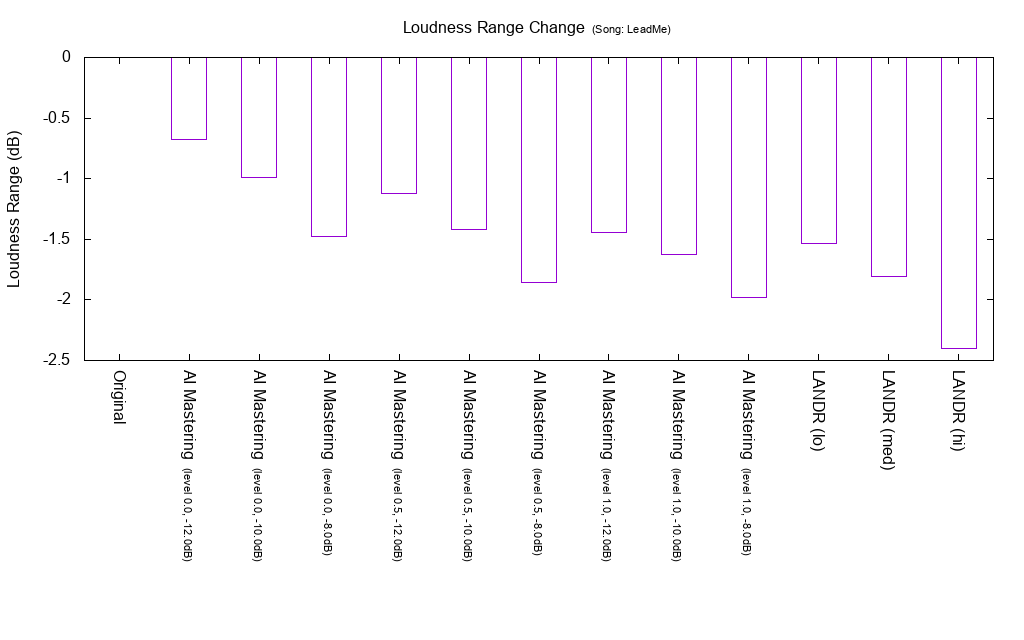 Loudness Range Change (Song: LeadMe)
Loudness Range (dB)
0
-0.5
-1
-1.5
-2
-2.5
Original
AI Mastering (level 0.0, -12.0dB)
AI Mastering (level 0.0, -10.0dB)
AI Mastering (level 0.0, -8.0dB)
AI Mastering (level 0.5, -12.0dB)
AI Mastering (level 0.5, -10.0dB)
AI Mastering (level 0.5, -8.0dB)
AI Mastering (level 1.0, -12.0dB)
AI Mastering (level 1.0, -10.0dB)
AI Mastering (level 1.0, -8.0dB)
LANDR (lo)
LANDR (med)
LANDR (hi)